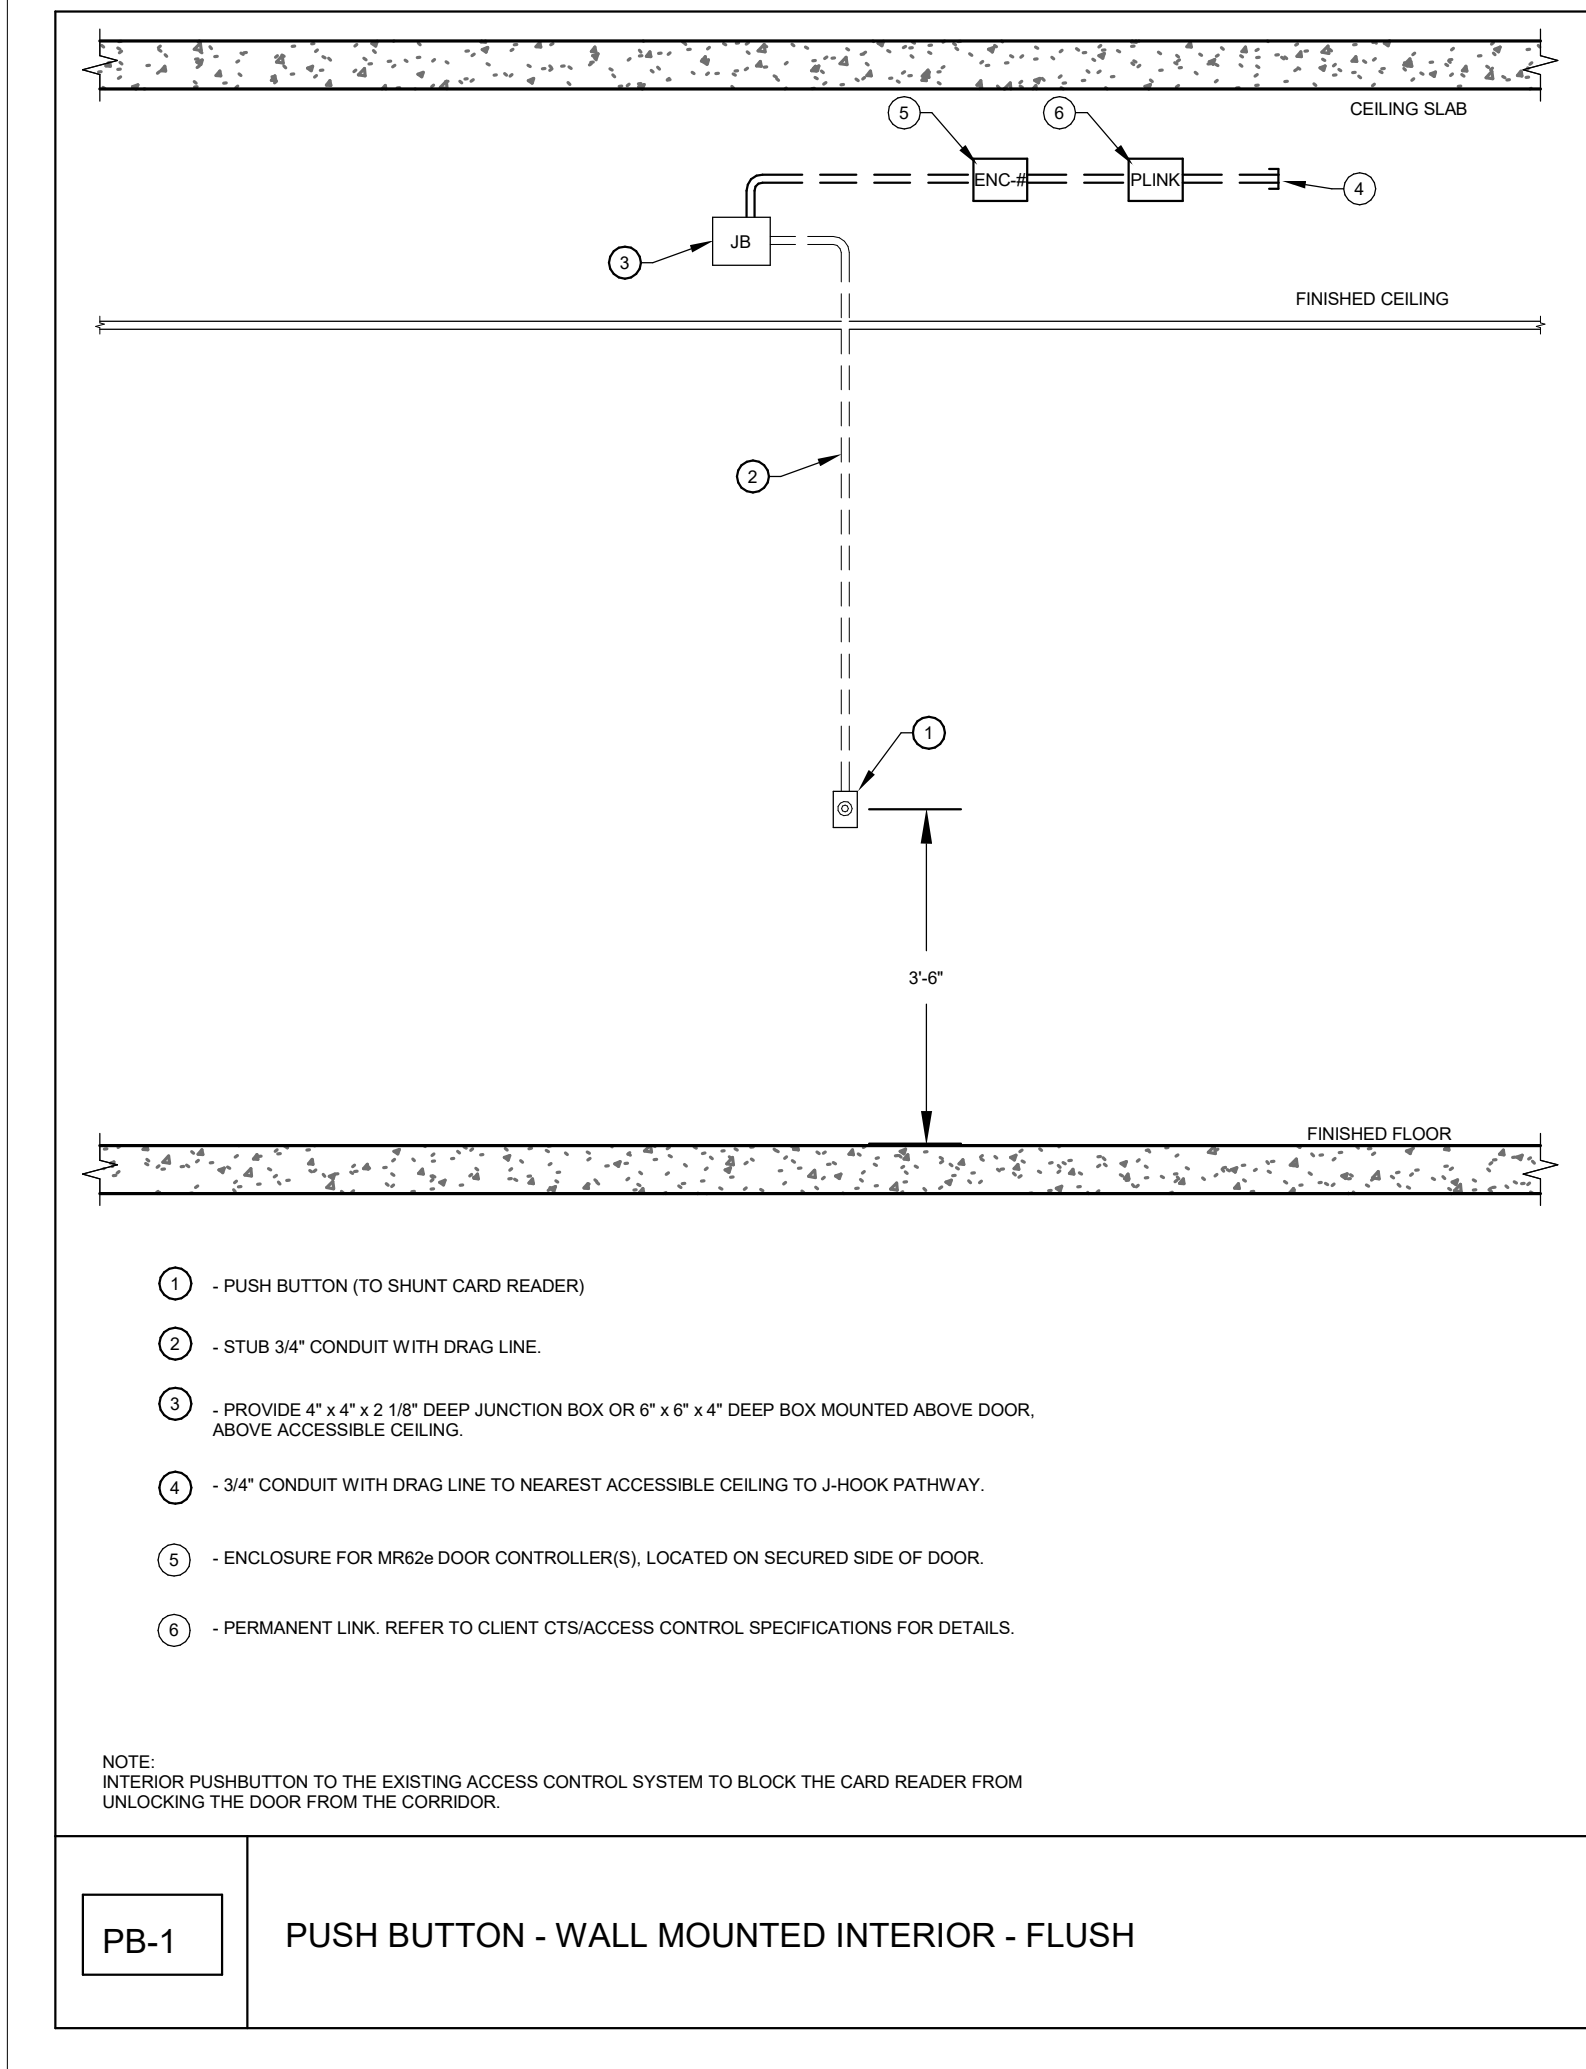 CEILING SLAB
5
6
ENC-#
PLINK
4
JB
3
FINISHED CEILING
2
1
3'-6"
FINISHED FLOOR
1 - PUSH BUTTON (TO SHUNT CARD READER)
2 - STUB 3/4" CONDUIT WITH DRAG LINE.
3 - PROVIDE 4" x 4" x 2 1/8" DEEP JUNCTION BOX OR 6" x 6" x 4" DEEP BOX MOUNTED ABOVE DOOR,
ABOVE ACCESSIBLE CEILING.
4 - 3/4" CONDUIT WITH DRAG LINE TO NEAREST ACCESSIBLE CEILING TO J-HOOK PATHWAY.
5 - ENCLOSURE FOR MR62e DOOR CONTROLLER(S), LOCATED ON SECURED SIDE OF DOOR.
6 - PERMANENT LINK. REFER TO CLIENT CTS/ACCESS CONTROL SPECIFICATIONS FOR DETAILS.
NOTE:
INTERIOR PUSHBUTTON TO THE EXISTING ACCESS CONTROL SYSTEM TO BLOCK THE CARD READER FROM
UNLOCKING THE DOOR FROM THE CORRIDOR.
PB-1
PUSH BUTTON - WALL MOUNTED INTERIOR - FLUSH